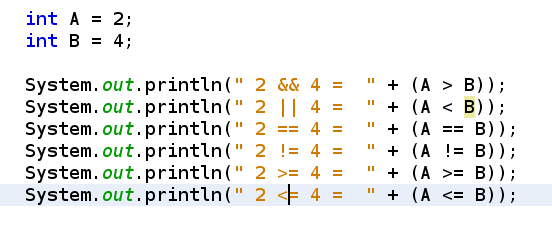 int A = 2;
int B = 4;
System.out.println(" 2 && 4 =  " + (A > B));
System.out.println(" 2 || 4 =  " + (A < B));
System.out.println(" 2 == 4 =  " + (A == B));
System.out.println(" 2 != 4 =  " + (A != B));
System.out.println(" 2 >= 4 =  " + (A >= B));
System.out.println(" 2 <= 4 =  " + (A <= B));